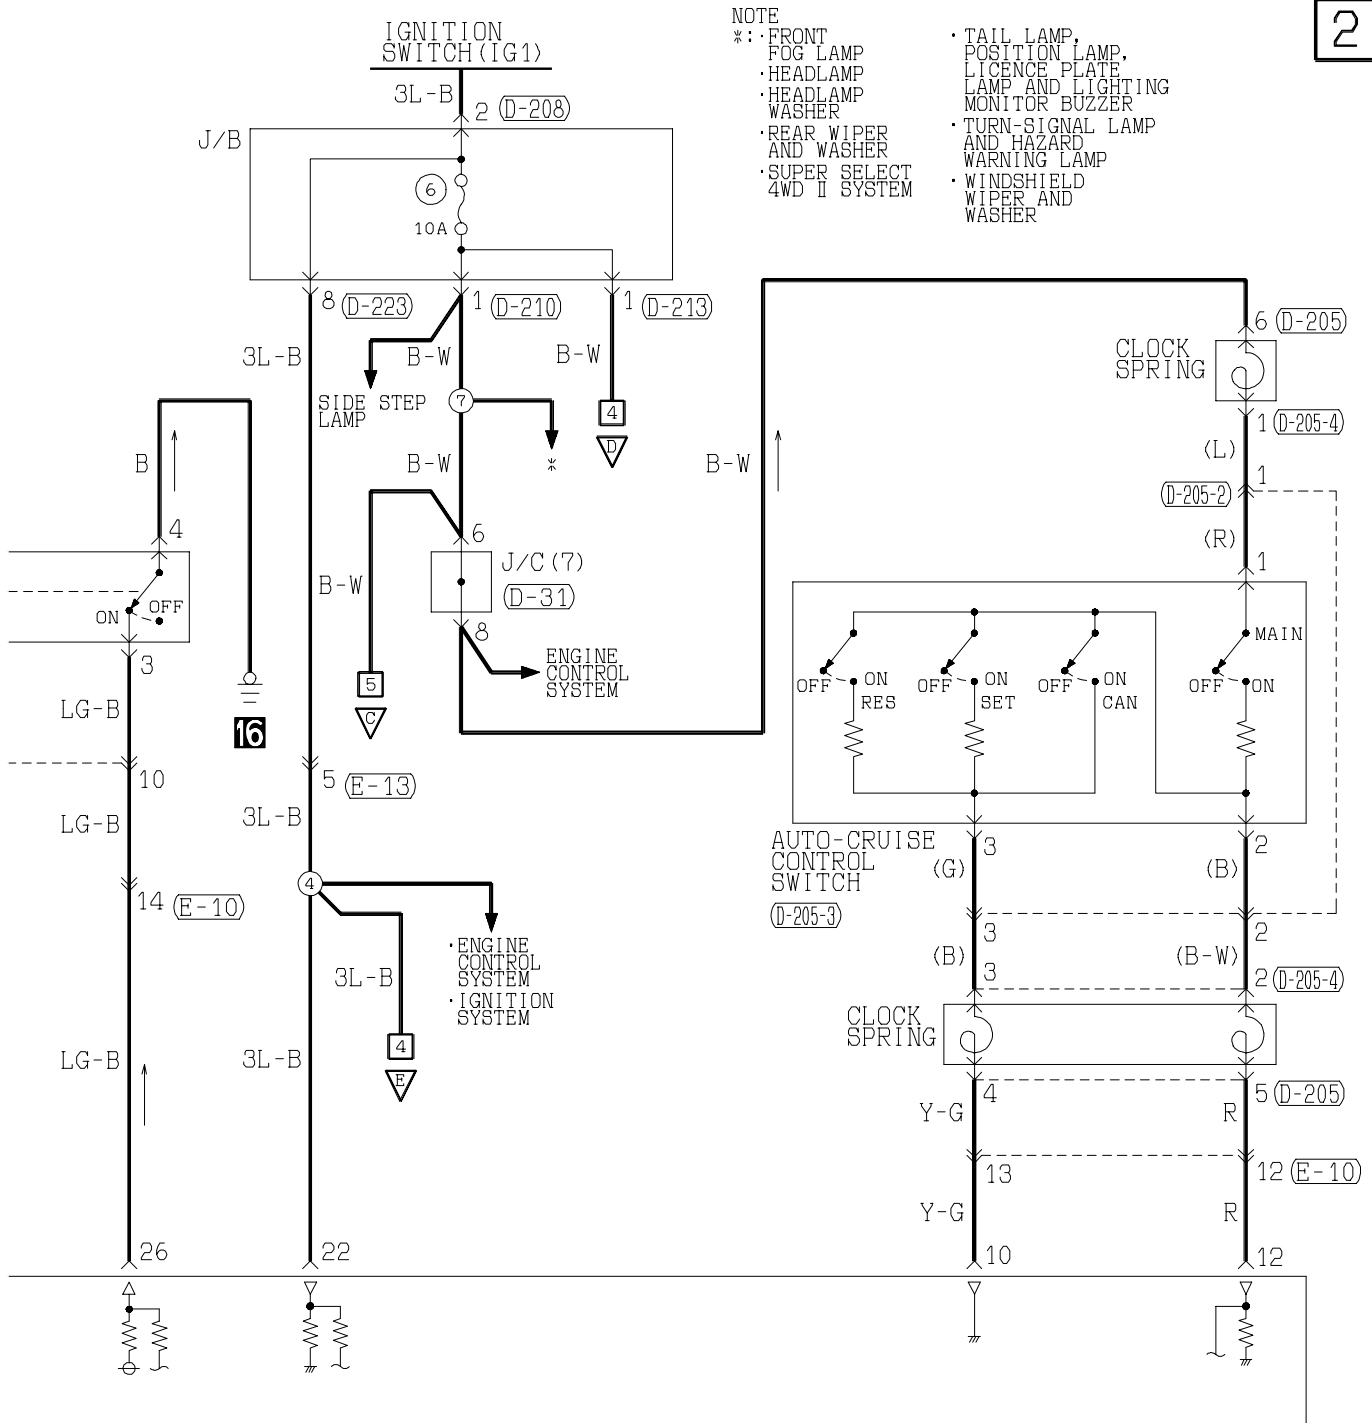 2
IGNITION
SWITCH(IG1)
NOTE
*:·FRONT
FOG LAMP
·HEADLAMP
·HEADLAMP
WASHER
·REAR WIPER
AND WASHER
·SUPER SELECT
4WD Ⅱ SYSTEM
·TAIL LAMP,
POSITION LAMP,
LICENCE PLATE
LAMP AND LIGHTING
MONITOR BUZZER
·TURN-SIGNAL LAMP
AND HAZARD
WARNING LAMP
·WINDSHIELD
WIPER AND
WASHER
3L-B
2 (D-208)
J/B
6
10A
8 (D-223)
1 (D-210)
1 (D-213)
6 (D-205)
3L-B
B-W
B-W
CLOCK
SPRING
SIDE STEP
LAMP
7
4
D
*
1 (D-205-4)
B
B-W
B-W
(L)
1
(D-205-2)
4
6
(R)
1
B-W
J/C(7)
(D-31)
ON
OFF
8
MAIN
3
ENGINE
CONTROL
SYSTEM
OFF
ON
RES
OFF
ON
SET
OFF
ON
CAN
OFF
ON
5
C
LG-B
16
10
5 (E-13)
LG-B
3L-B
AUTO-CRUISE
CONTROL
SWITCH
(D-205-3)
3
2
(G)
(B)
4
14 (E-10)
3
2
·ENGINE
CONTROL
SYSTEM
·IGNITION
SYSTEM
3L-B
(B)
(B-W)
3
2 (D-205-4)
CLOCK
SPRING
4
E
LG-B
3L-B
4
5 (D-205)
Y-G
R
13
12 (E-10)
Y-G
R
26
22
10
12